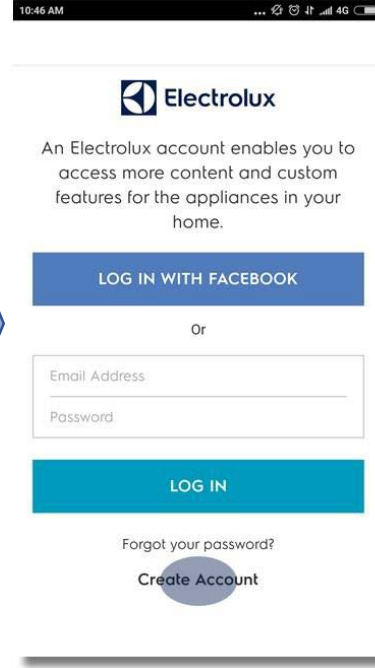 10:46 AM ... 4G
Electrolux
An Electrolux account enables you to
access more content and custom
features for the appliances in your
home.
LOG IN WITH FACEBOOK
Or
Email Address
Password
LOG IN
Forgot your password?
Create Account